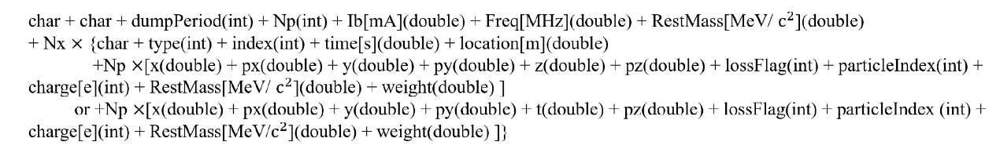 char + char + dumpPeriod(int) + Np(int) + Ib[mA](double) + Freq[MHz](double) + RestMass[MeV/ c²](double)
+ Nx × {char + type(int) + index(int) + time[s](double) + location[m](double)
+Np ×[x(double) + px(double) + y(double) + py(double) + z(double) + pz(double) + lossFlag(int) + particleIndex(int) +
charge[e](int) + RestMass[MeV/ c²](double) + weight(double) ]
or +Np ×[x(double) + px(double) + y(double) + py(double) + t(double) + pz(double) + lossFlag(int) + particleIndex (int) +
charge[e](int) + RestMass[MeV/c²](double) + weight(double) ]}